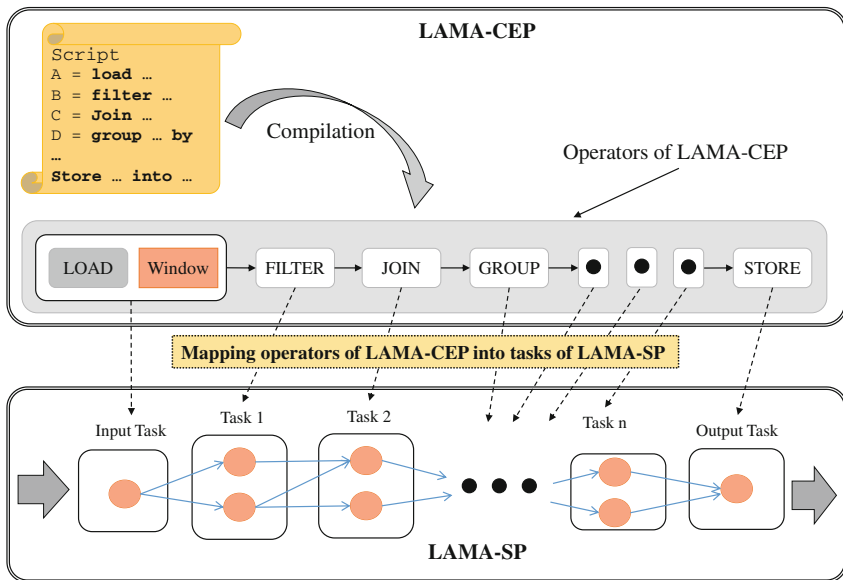 LAMA-CEP
Script
A = load …
B = filter …
C = Join …
D = group … by
…
Store … into …
Compilation
Operators of LAMA-CEP
LOAD
Window
FILTER
JOIN
GROUP
STORE
Mapping operators of LAMA-CEP into tasks of LAMA-SP
Input Task
Task 1
Task 2
Task n
Output Task
LAMA-SP